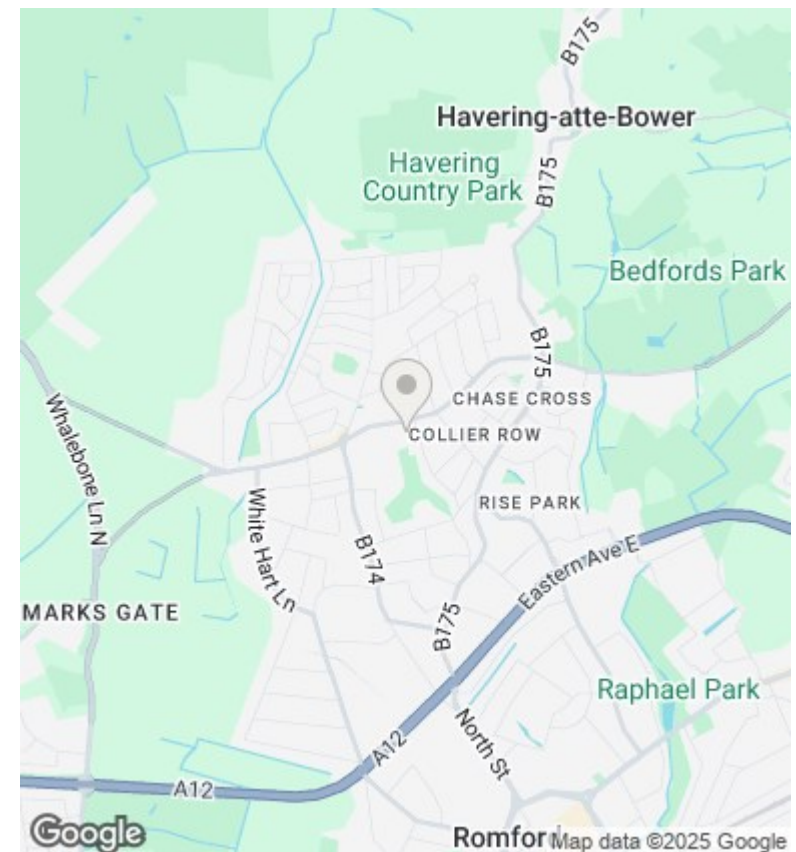 B175
Havering-atte-Bower
Havering
Country Park
B175
Bedfords Park
B175
CHASE CROSS
COLLIER ROW
Whalebone Ln N
White Hart Ln
RISE PARK
B174
Eastern Ave E
MARKS GATE
B175
Raphael Park
North St
A12
A12
Google
Romford
Map data ©2025 Google